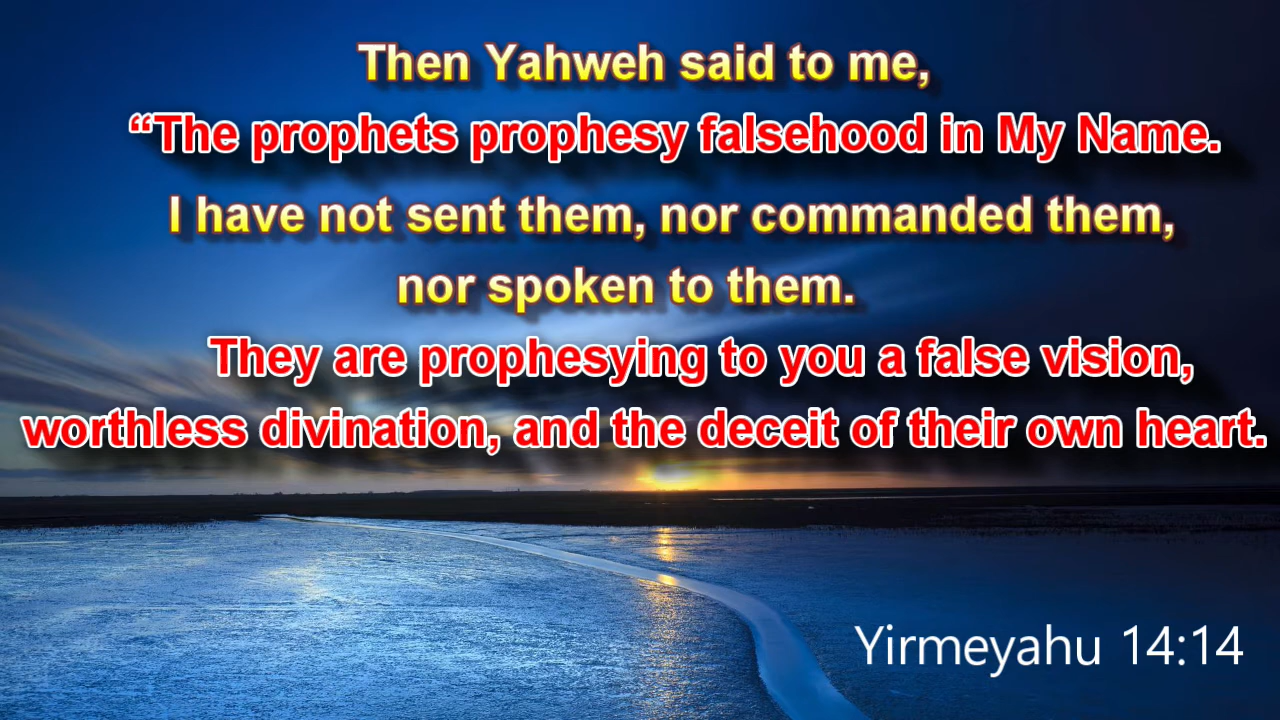 Then Yahweh said to me,
“The prophets prophesy falsehood in My Name.
I have not sent them, nor commanded them,
nor spoken to them.
They are prophesying to you a false vision,
worthless divination, and the deceit of their own heart.
Yirmeyahu 14:14